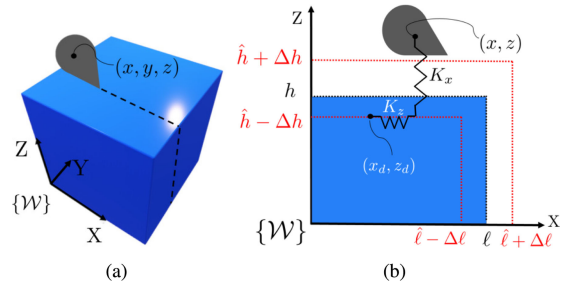 (x, y, z)
Z
Y
{𝒲}
X
(a)
Z
(x, z)
ĥ + Δh
K_x
h
K_z
ĥ − Δh
(x_d, z_d)
{𝒲}
X
ℓ̂ − Δℓ
ℓ
ℓ̂ + Δℓ
(b)